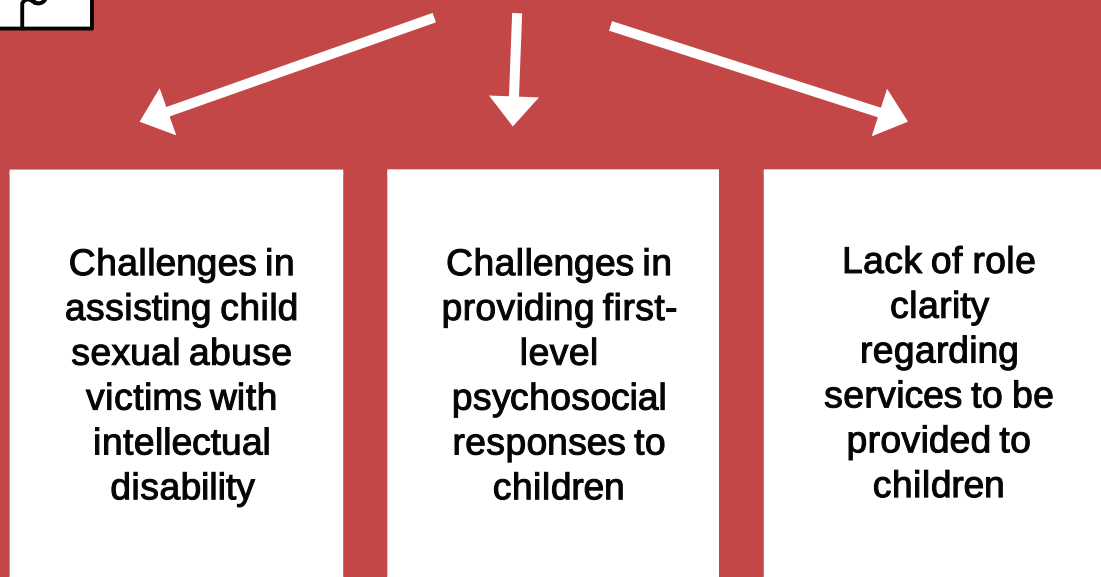 Challenges in
assisting child
sexual abuse
victims with
intellectual
disability
Challenges in
providing first-
level
psychosocial
responses to
children
Lack of role
clarity
regarding
services to be
provided to
children